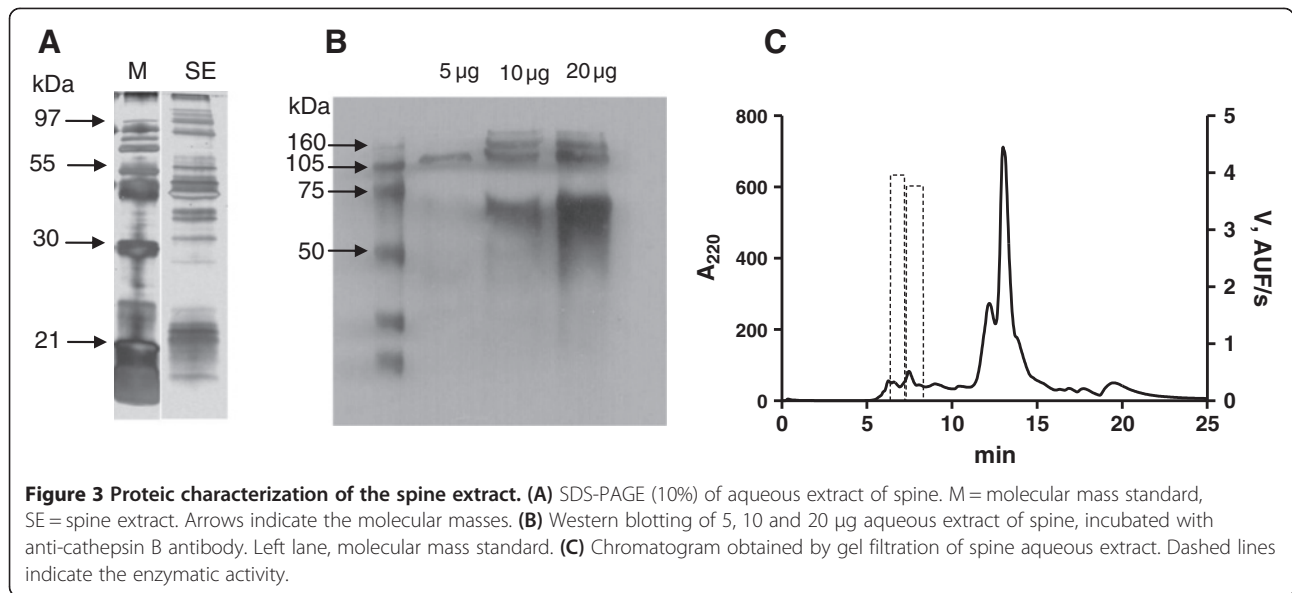 A
B
C
M SE
kDa
97
55
30
21
5 µg 10 µg 20 µg
kDa
160
105
75
50
800
600
400
200
0
A220
5
4
3
2
1
0
V, AUF/s
0 5 10 15 20 25
min
Figure 3 Proteic characterization of the spine extract. (A) SDS-PAGE (10%) of aqueous extract of spine. M = molecular mass standard,
SE = spine extract. Arrows indicate the molecular masses. (B) Western blotting of 5, 10 and 20 µg aqueous extract of spine, incubated with
anti-cathepsin B antibody. Left lane, molecular mass standard. (C) Chromatogram obtained by gel filtration of spine aqueous extract. Dashed lines
indicate the enzymatic activity.